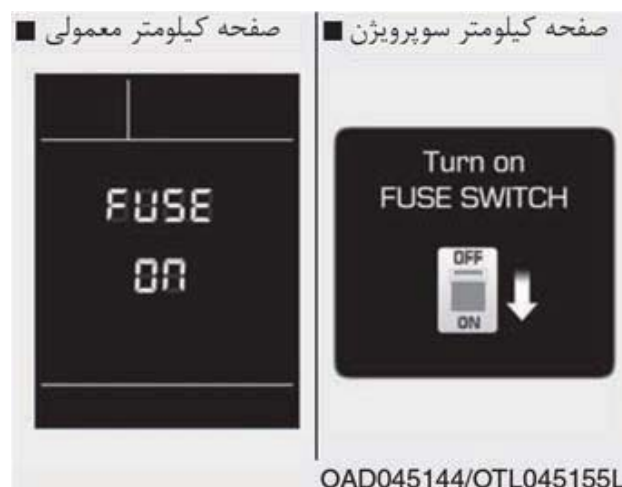 ■ صفحه کیلومتر سوپرویژن
Turn on
FUSE SWITCH
OFF
ON
■ صفحه کیلومتر معمولی
FUSE
ON
OAD045144/OTL045155L